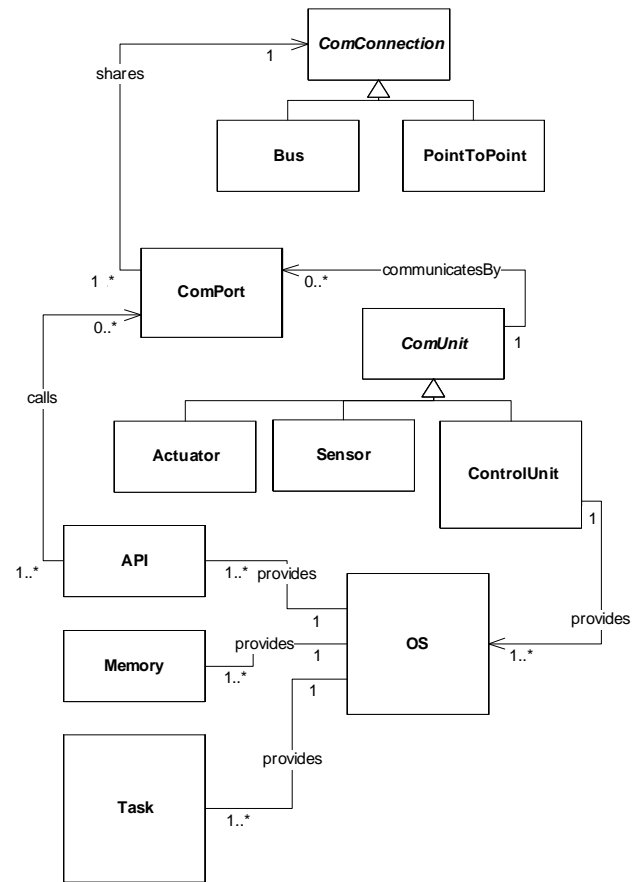 ComConnection
1
shares
Bus
PointToPoint
communicatesBy
1..*
ComPort
0..*
0..*
ComUnit
1
calls
Actuator
Sensor
ControlUnit
1
API
1..*
1..*
provides
1
OS
provides
Memory
provides
1
1..*
1..*
1
provides
Task
1..*